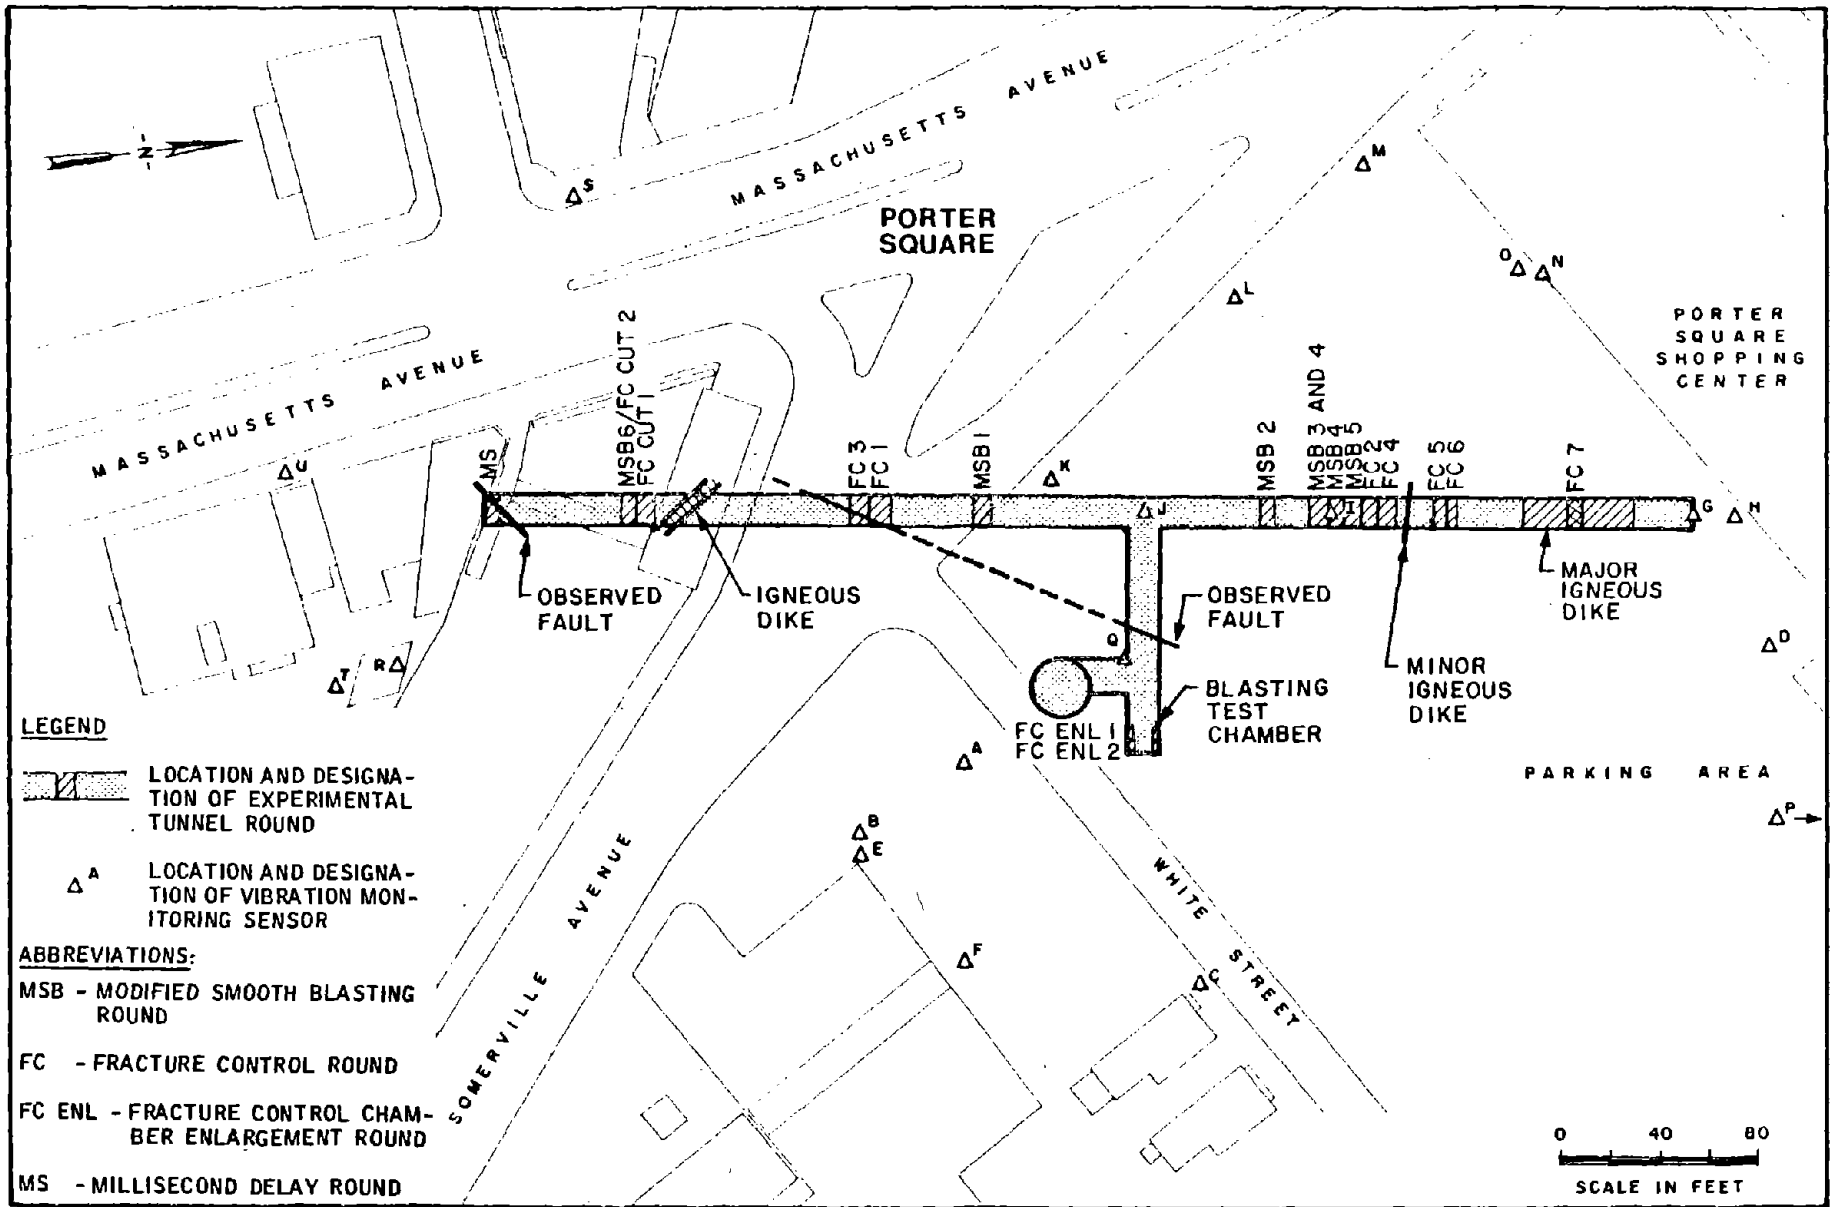 MASSACHUSETTS AVENUE
N
S
M
PORTER
SQUARE
O
N
L
PORTER
SQUARE
SHOPPING
CENTER
MASSACHUSETTS AVENUE
U
MS
MSB6/FC CUT 2
FC CUT 1
FC 3
FC 1
MSB1
K
J
MSB 2
MSB 3 AND 4
MSB 4
MSB5
FC 2
FC 4
I
FC 5
FC 6
FC 7
G
H
OBSERVED
FAULT
IGNEOUS
DIKE
OBSERVED
FAULT
MAJOR
IGNEOUS
DIKE
MINOR
IGNEOUS
DIKE
D
Q
R
T
BLASTING
TEST
CHAMBER
FC ENL 1
FC ENL 2
A
B
E
F
C
PARKING AREA
P
WHITE STREET
SOMERVILLE AVENUE
LEGEND
LOCATION AND DESIGNA-
TION OF EXPERIMENTAL
TUNNEL ROUND
A
LOCATION AND DESIGNA-
TION OF VIBRATION MON-
ITORING SENSOR
ABBREVIATIONS:
MSB - MODIFIED SMOOTH BLASTING
ROUND
FC - FRACTURE CONTROL ROUND
FC ENL - FRACTURE CONTROL CHAM-
BER ENLARGEMENT ROUND
MS - MILLISECOND DELAY ROUND
0 40 80
SCALE IN FEET